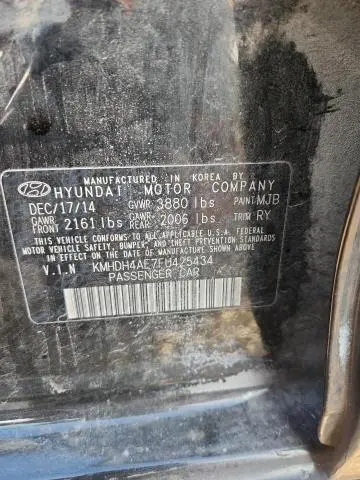 MANUFACTURED IN KOREA BY
HYUNDAI MOTOR COMPANY
DEC/17/14 GVWR 3880 lbs PAINT MJB
GAWR FRONT 2161 lbs GAWR REAR 2006 lbs TRIM RY
THIS VEHICLE CONFORMS TO ALL APPLICABLE U.S.A. FEDERAL
MOTOR VEHICLE SAFETY, BUMPER, AND THEFT PREVENTION STANDARDS
IN EFFECT ON THE DATE OF MANUFACTURE SHOWN ABOVE.
V.I.N KMHDH4AE7FU425434
PASSENGER CAR